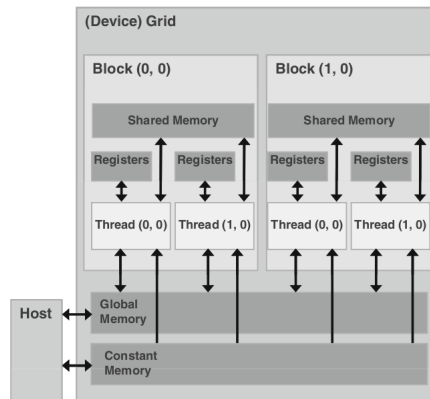 (Device) Grid
Block (0, 0)
Block (1, 0)
Shared Memory
Shared Memory
Registers
Registers
Registers
Registers
Thread (0, 0)
Thread (1, 0)
Thread (0, 0)
Thread (1, 0)
Host
Global
Memory
Constant
Memory